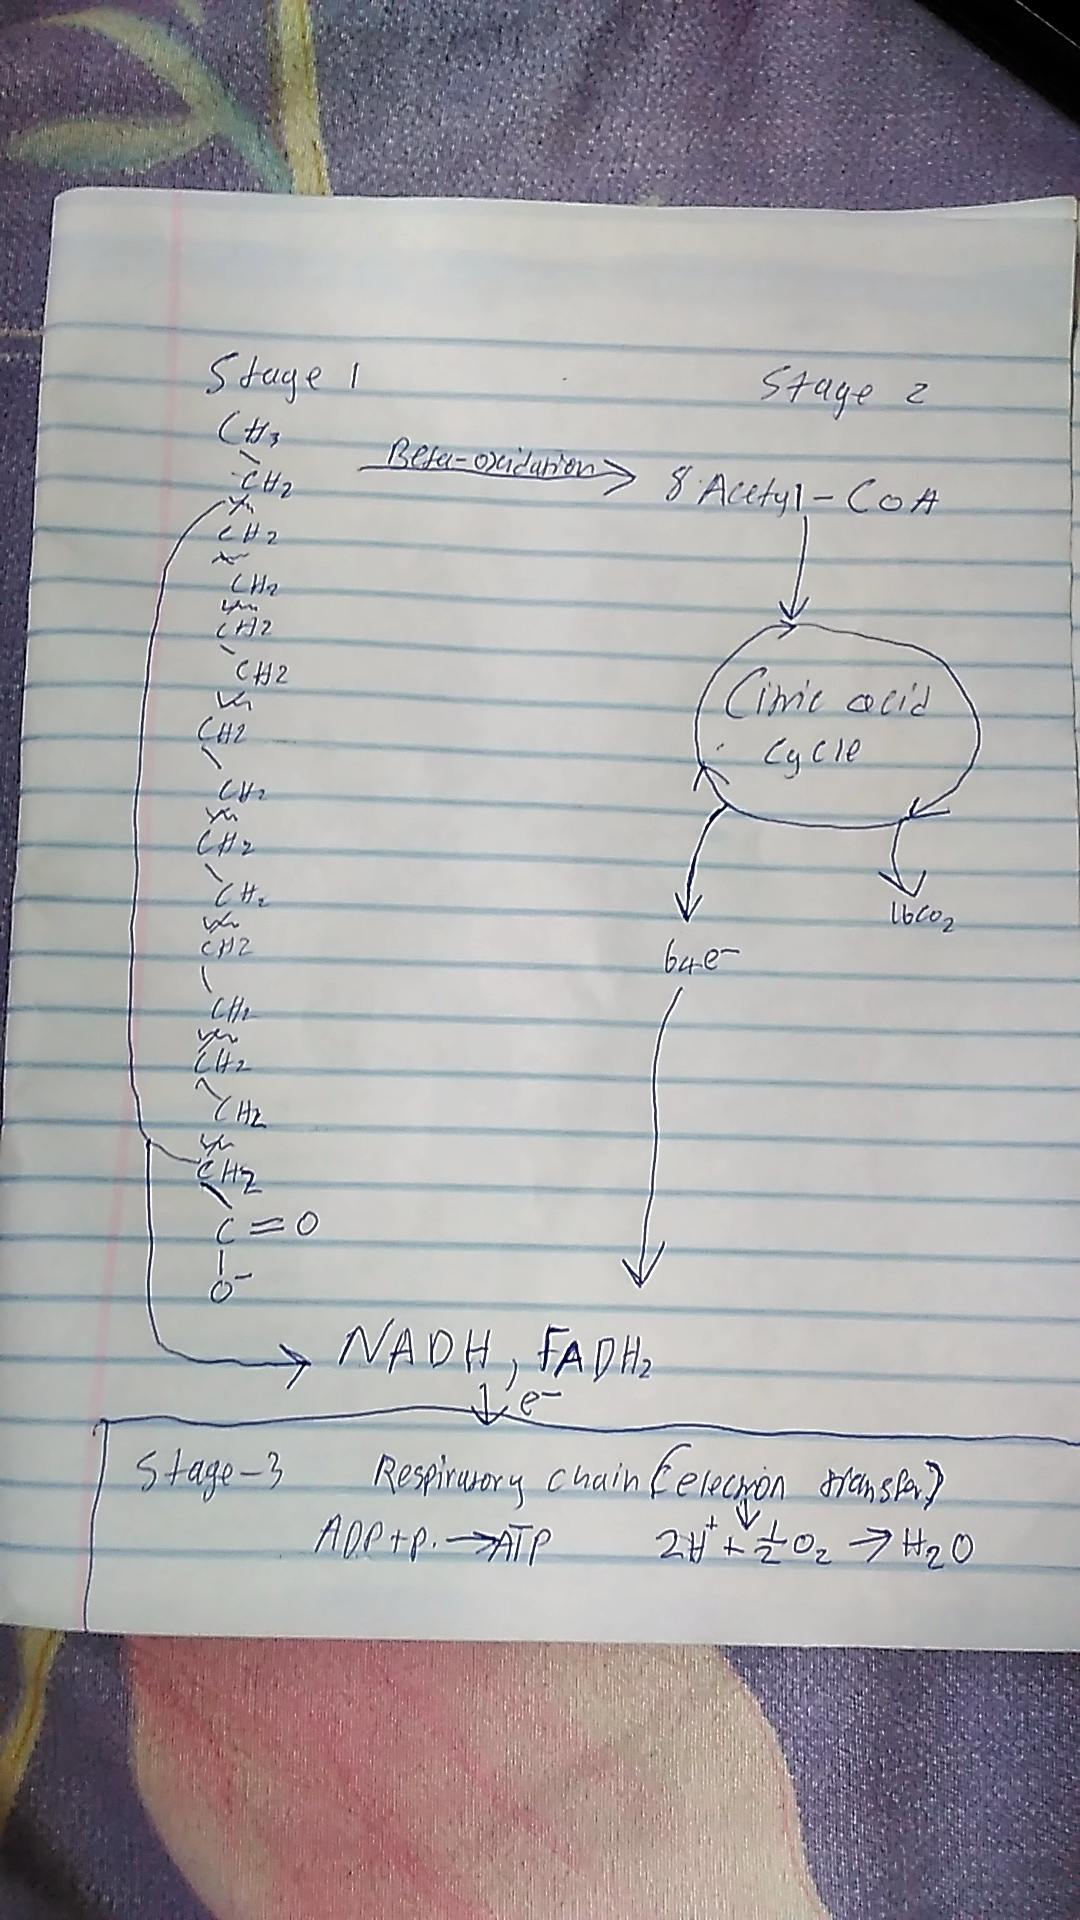 Stage 1
Stage 2
CH3
Beta-oxidation
8 Acetyl-CoA
CH2
CH2
CH2
CH2
CH2
CH2
CH2
CH2
CH2
CH2
CH2
CH2
CH2
CH2
C=O
O-
Citric acid
cycle
64e-
16CO2
NADH, FADH2
e-
Stage-3 Respiratory chain (electron transfer)
ADP+P. →ATP 2H+ + 1/2 O2 → H2O